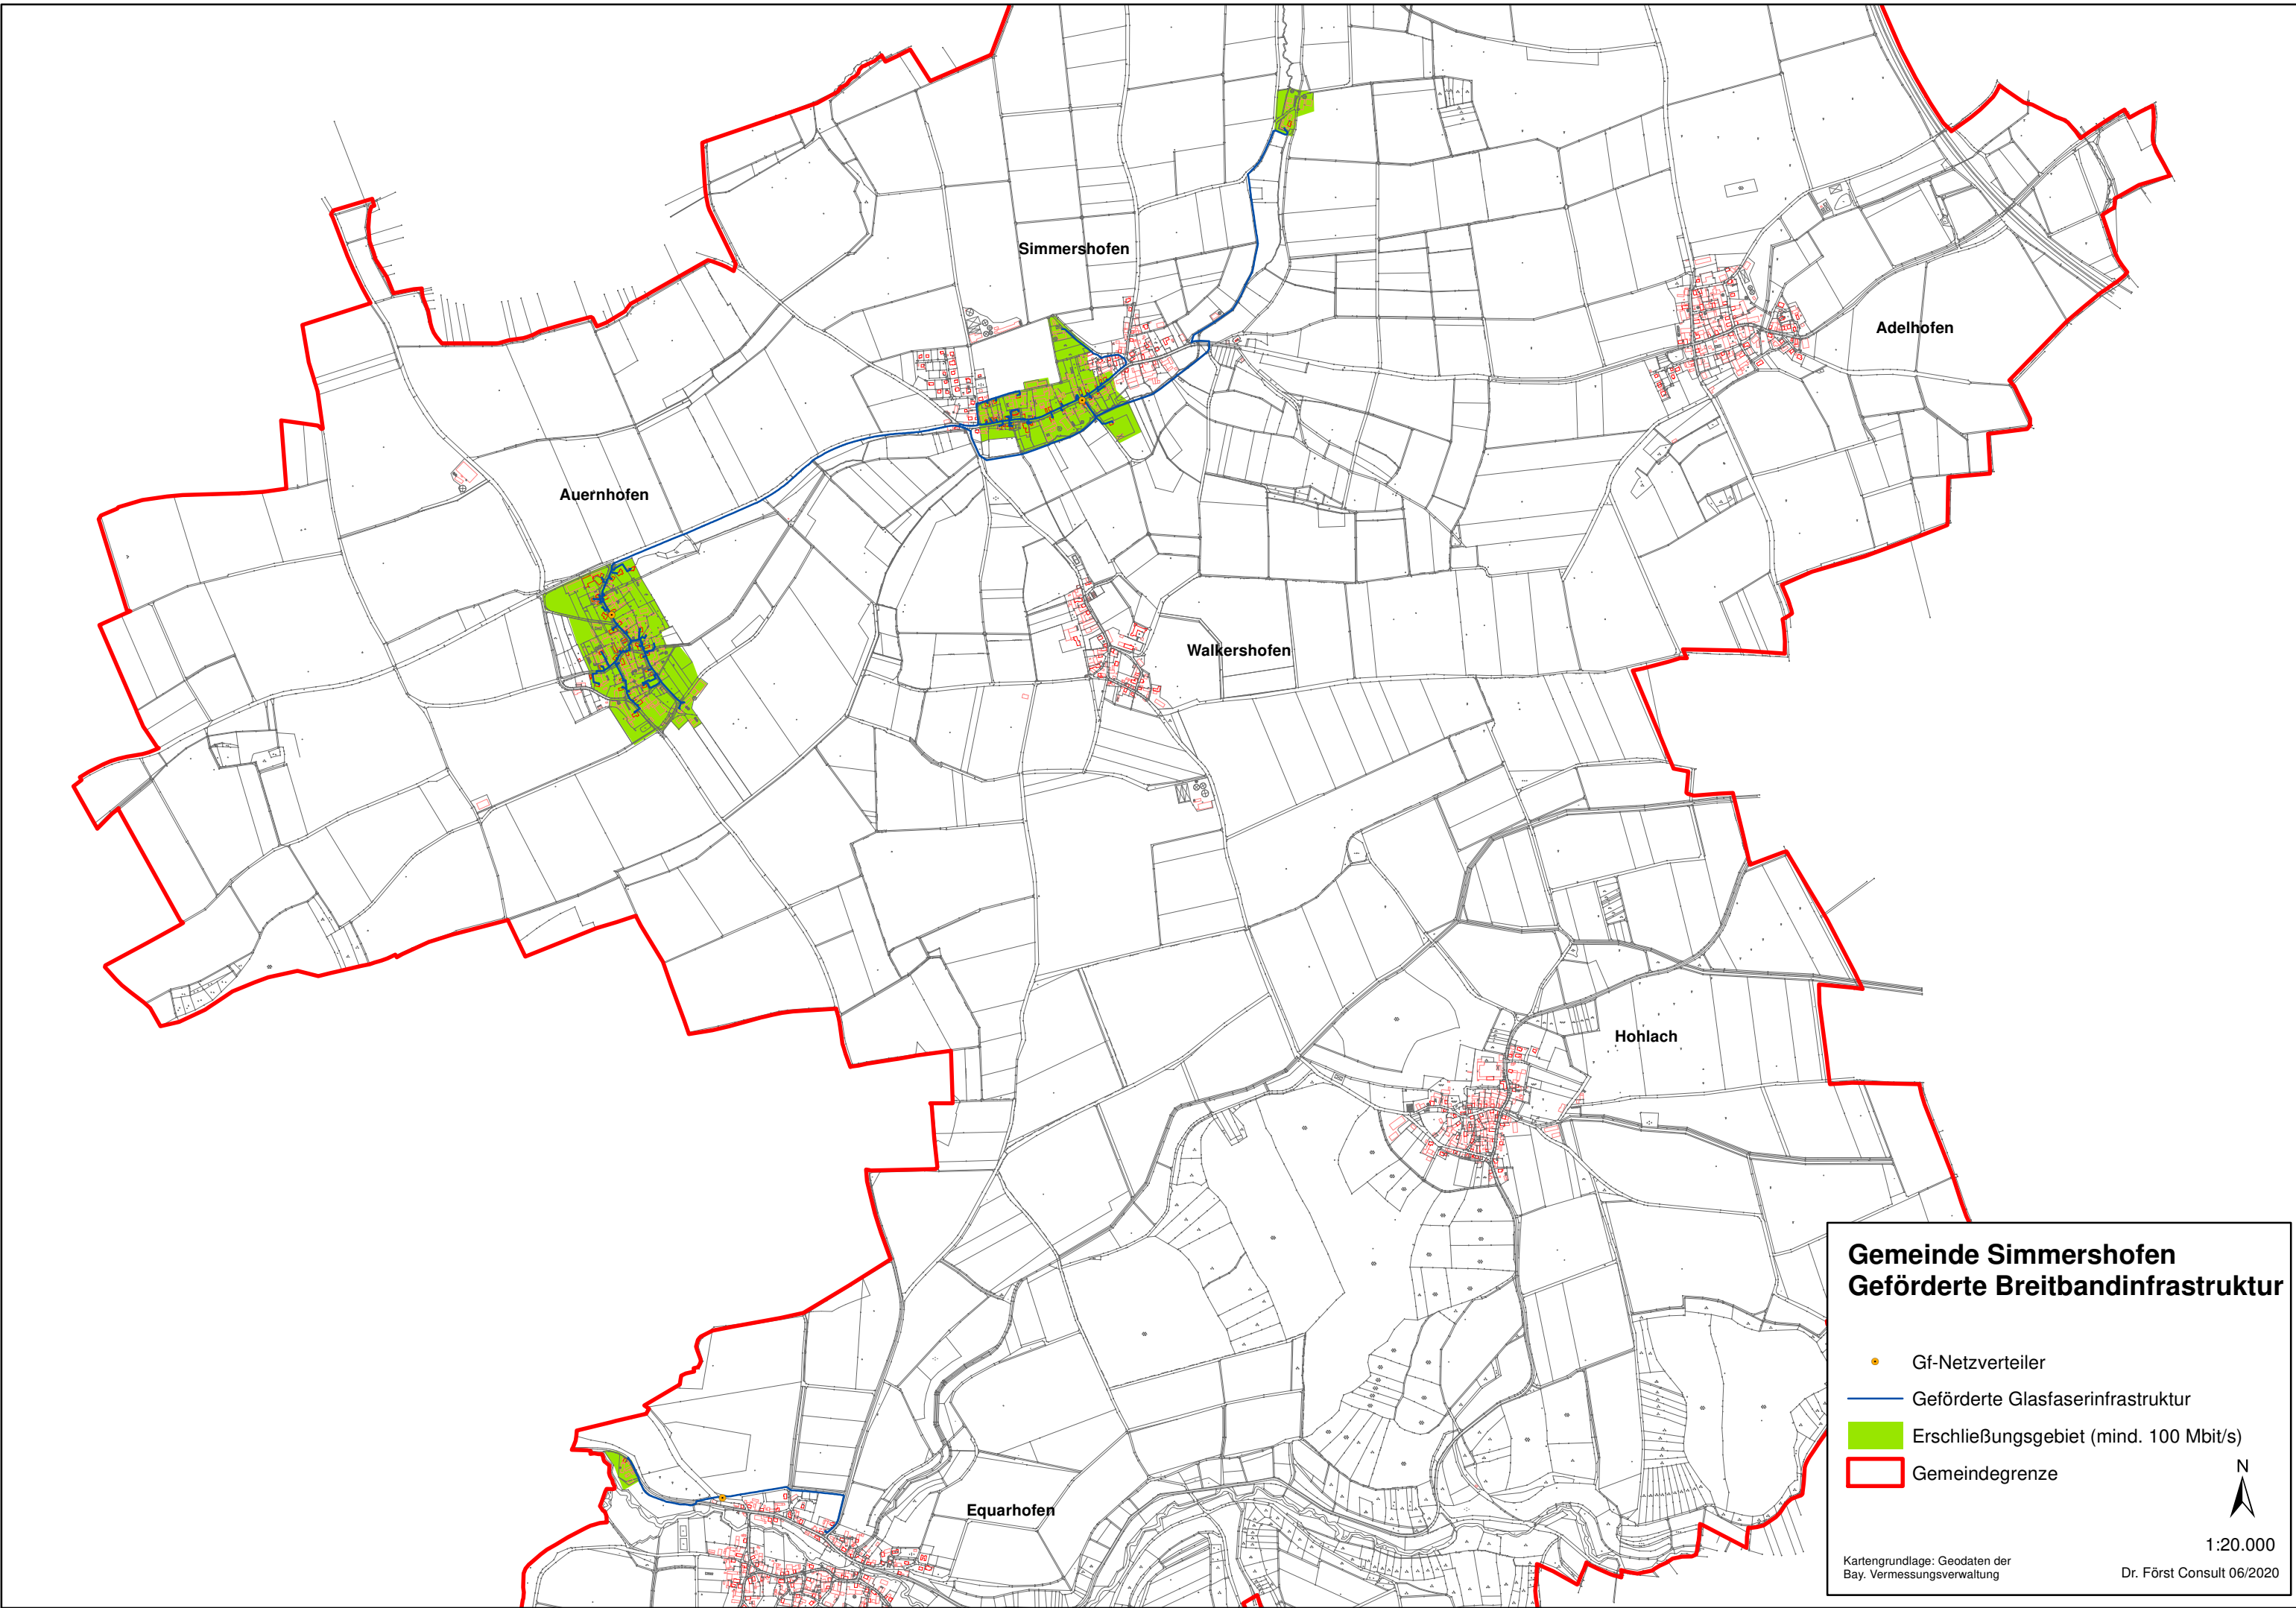 Simmershofen
Adelhofen
Auernhofen
Walkershofen
Hohlach
Equarhofen
Gemeinde Simmershofen
Geförderte Breitbandinfrastruktur
Gf-Netzverteiler
Geförderte Glasfaserinfrastruktur
Erschließungsgebiet (mind. 100 Mbit/s)
Gemeindegrenze
N
1:20.000
Kartengrundlage: Geodaten der
Bay. Vermessungsverwaltung
Dr. Först Consult 06/2020